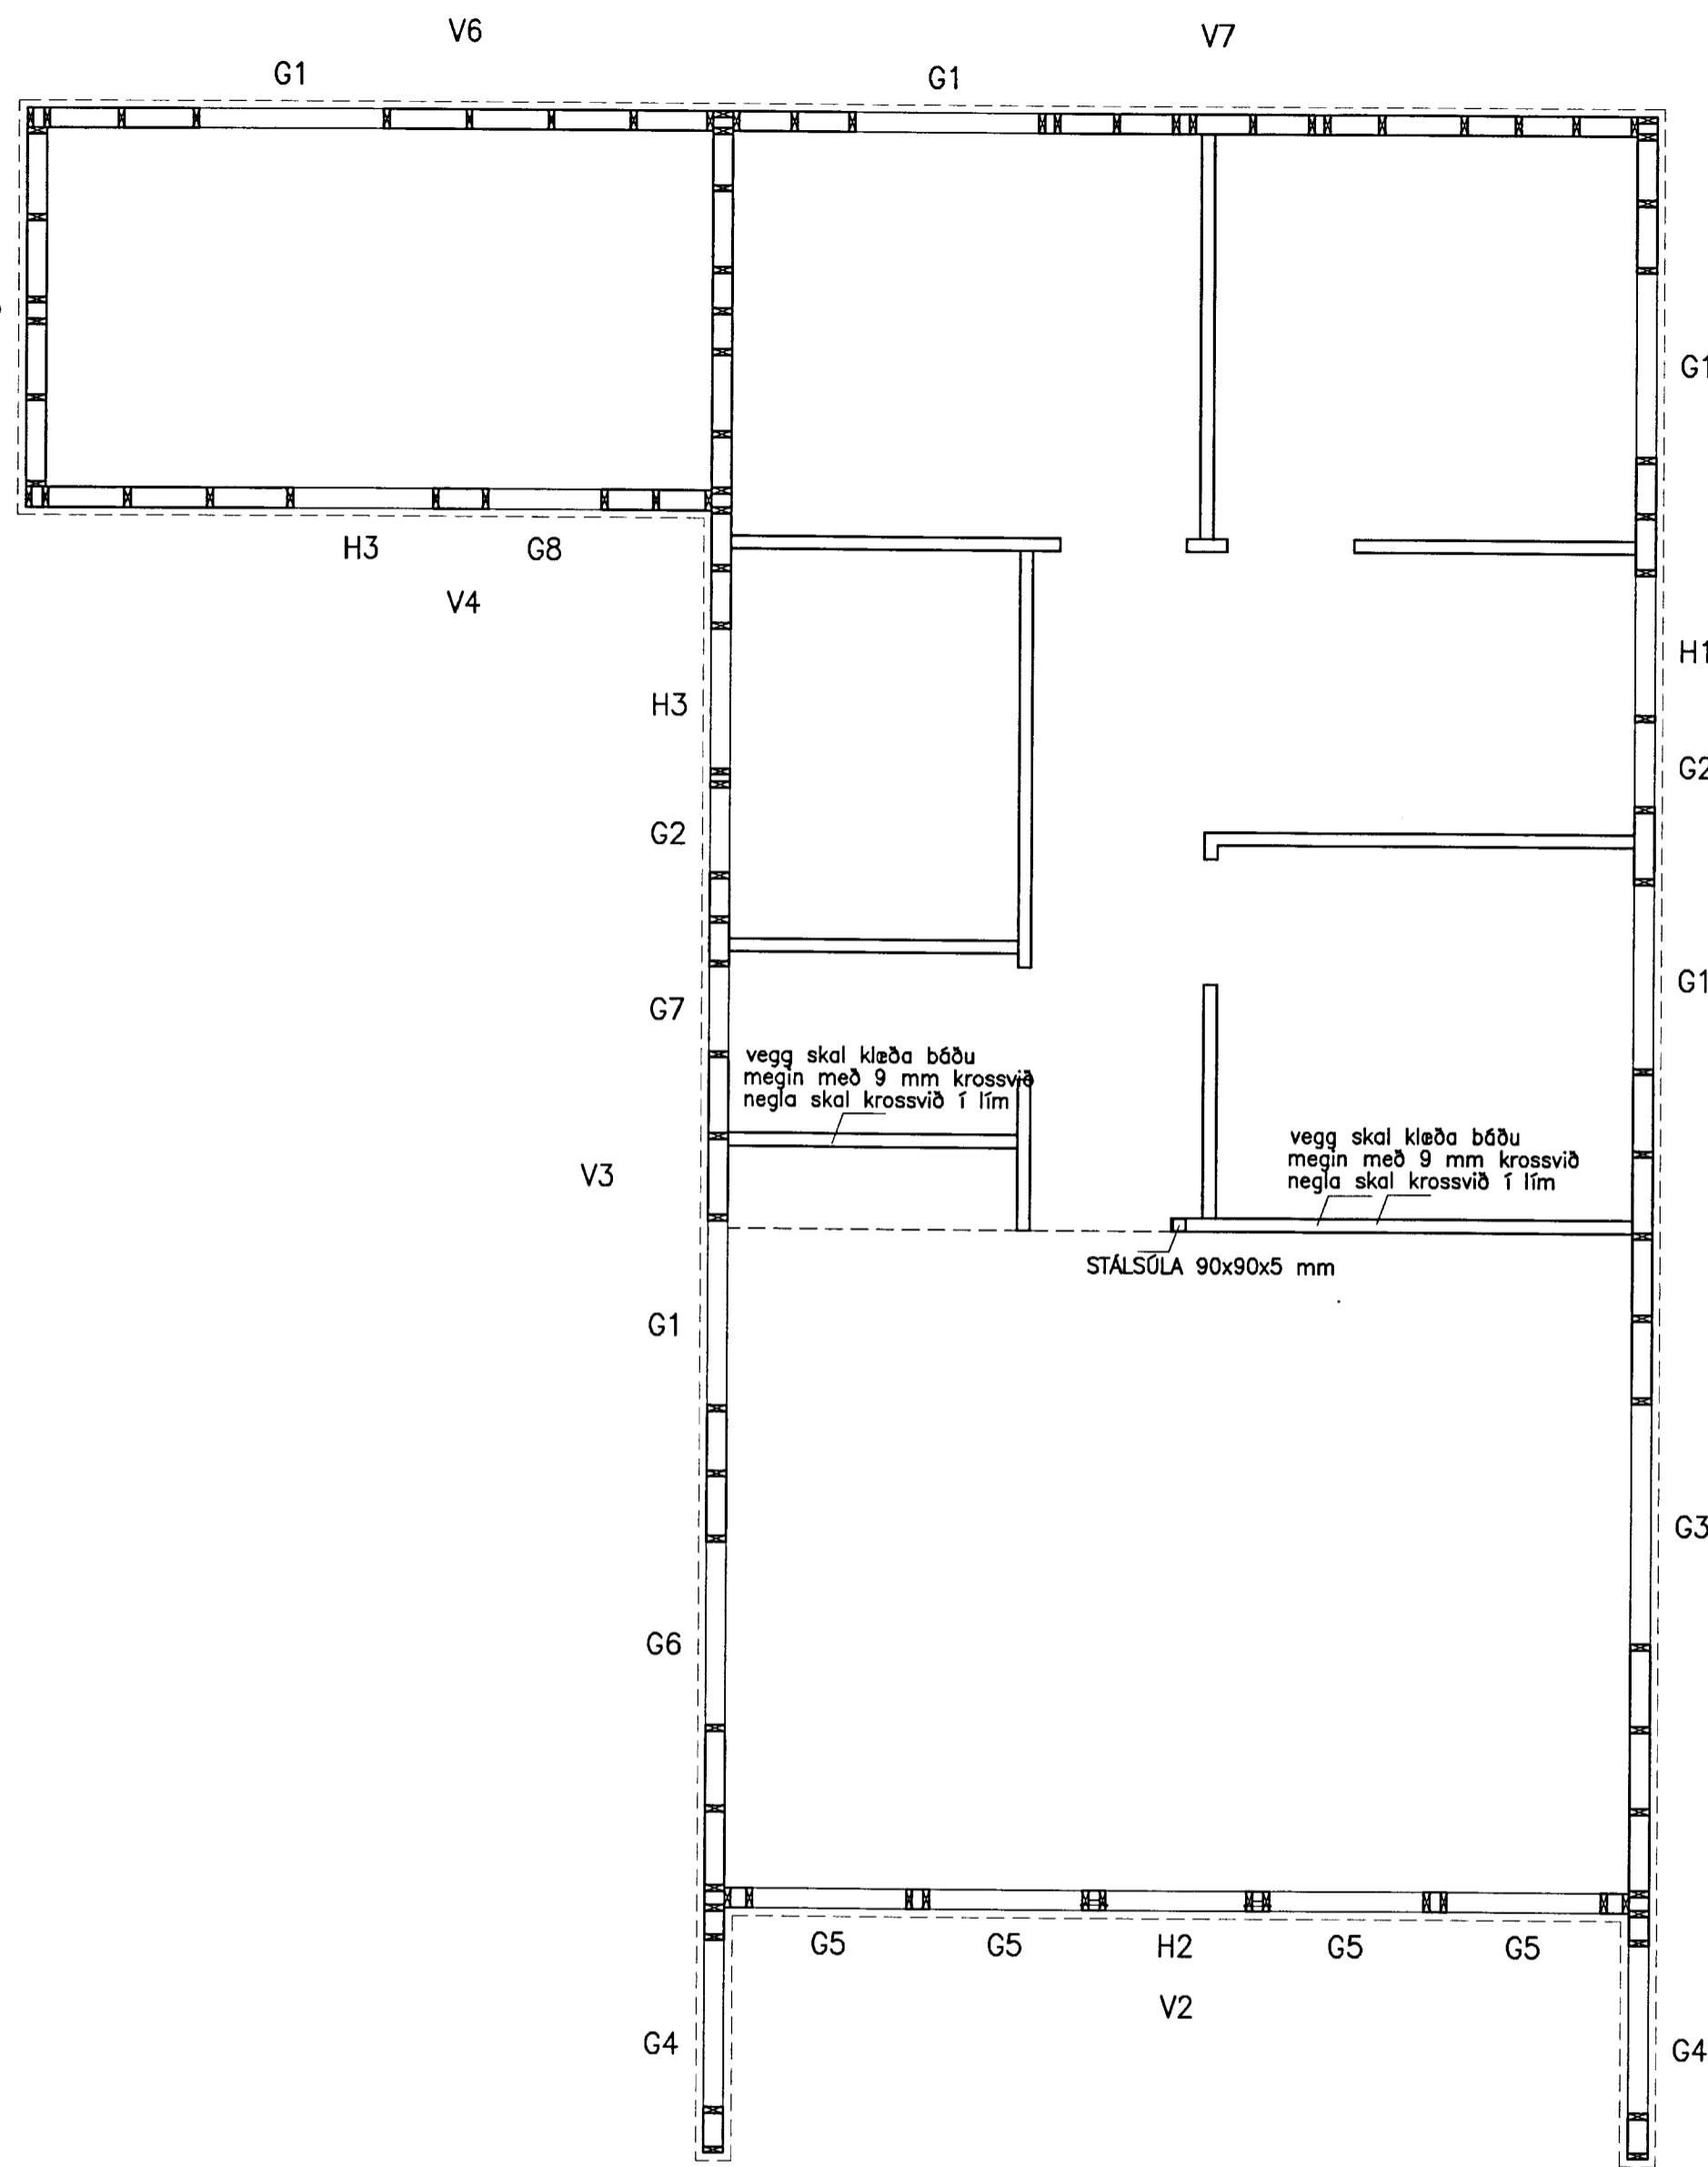 V6
V7
G1
G1
G1
H3
G8
V4
H1
H3
G2
G2
G1
G7
vegg skal klæða báðu
megin með 9 mm krossvið
negla skal krossvið í lím
vegg skal klæða báðu
megin með 9 mm krossvið
negla skal krossvið í lím
V3
STÁLSÚLA 90x90x5 mm
G1
G3
G6
G5
G5
H2
G5
G5
V2
G4
G4